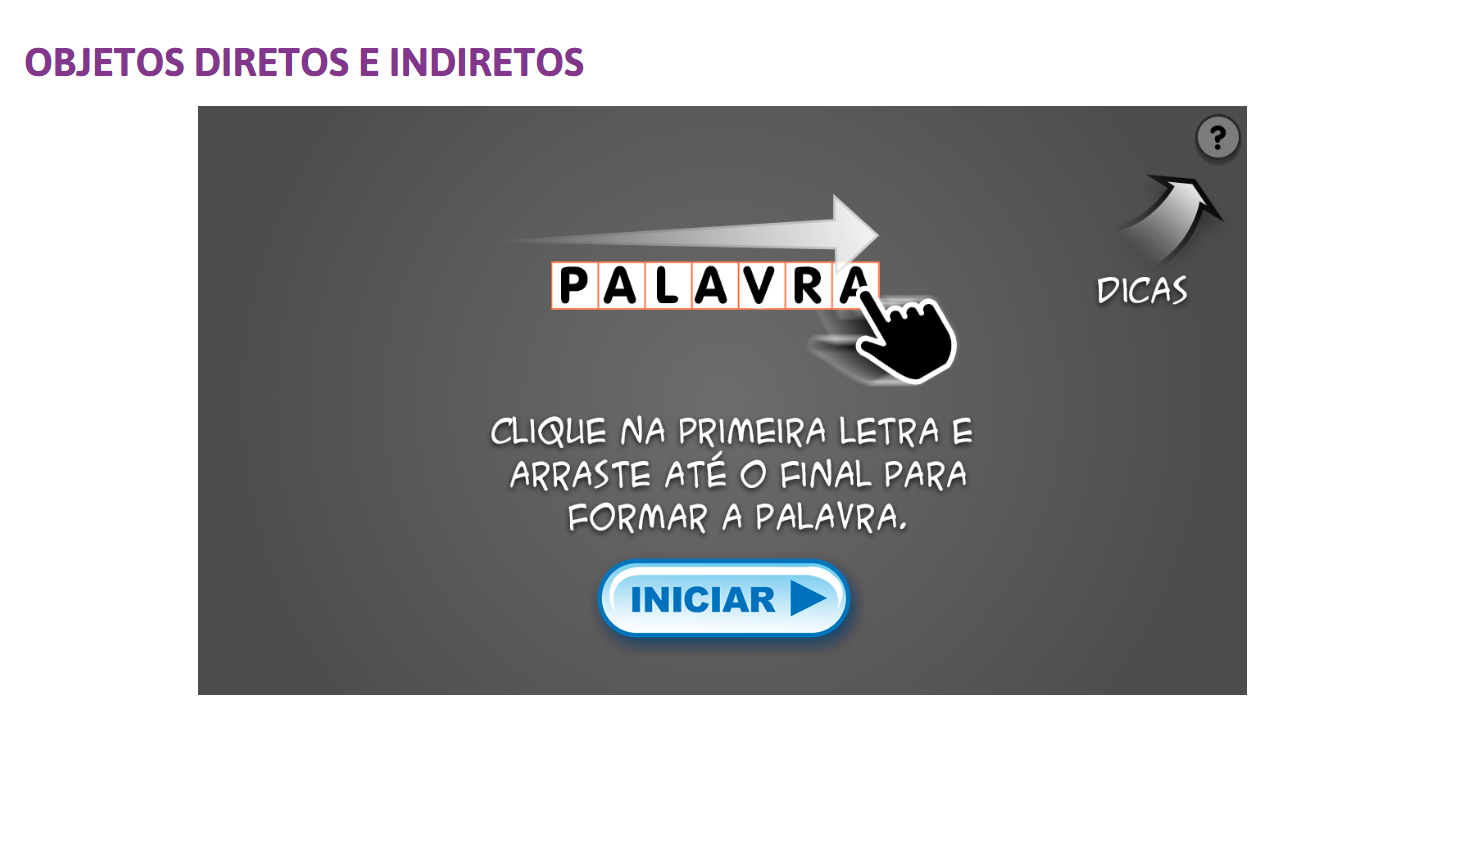 OBJETOS DIRETOS E INDIRETOS
?
PALAVRA
DICAS
CLIQUE NA PRIMEIRA LETRA E
ARRASTE ATÉ O FINAL PARA
FORMAR A PALAVRA.
INICIAR